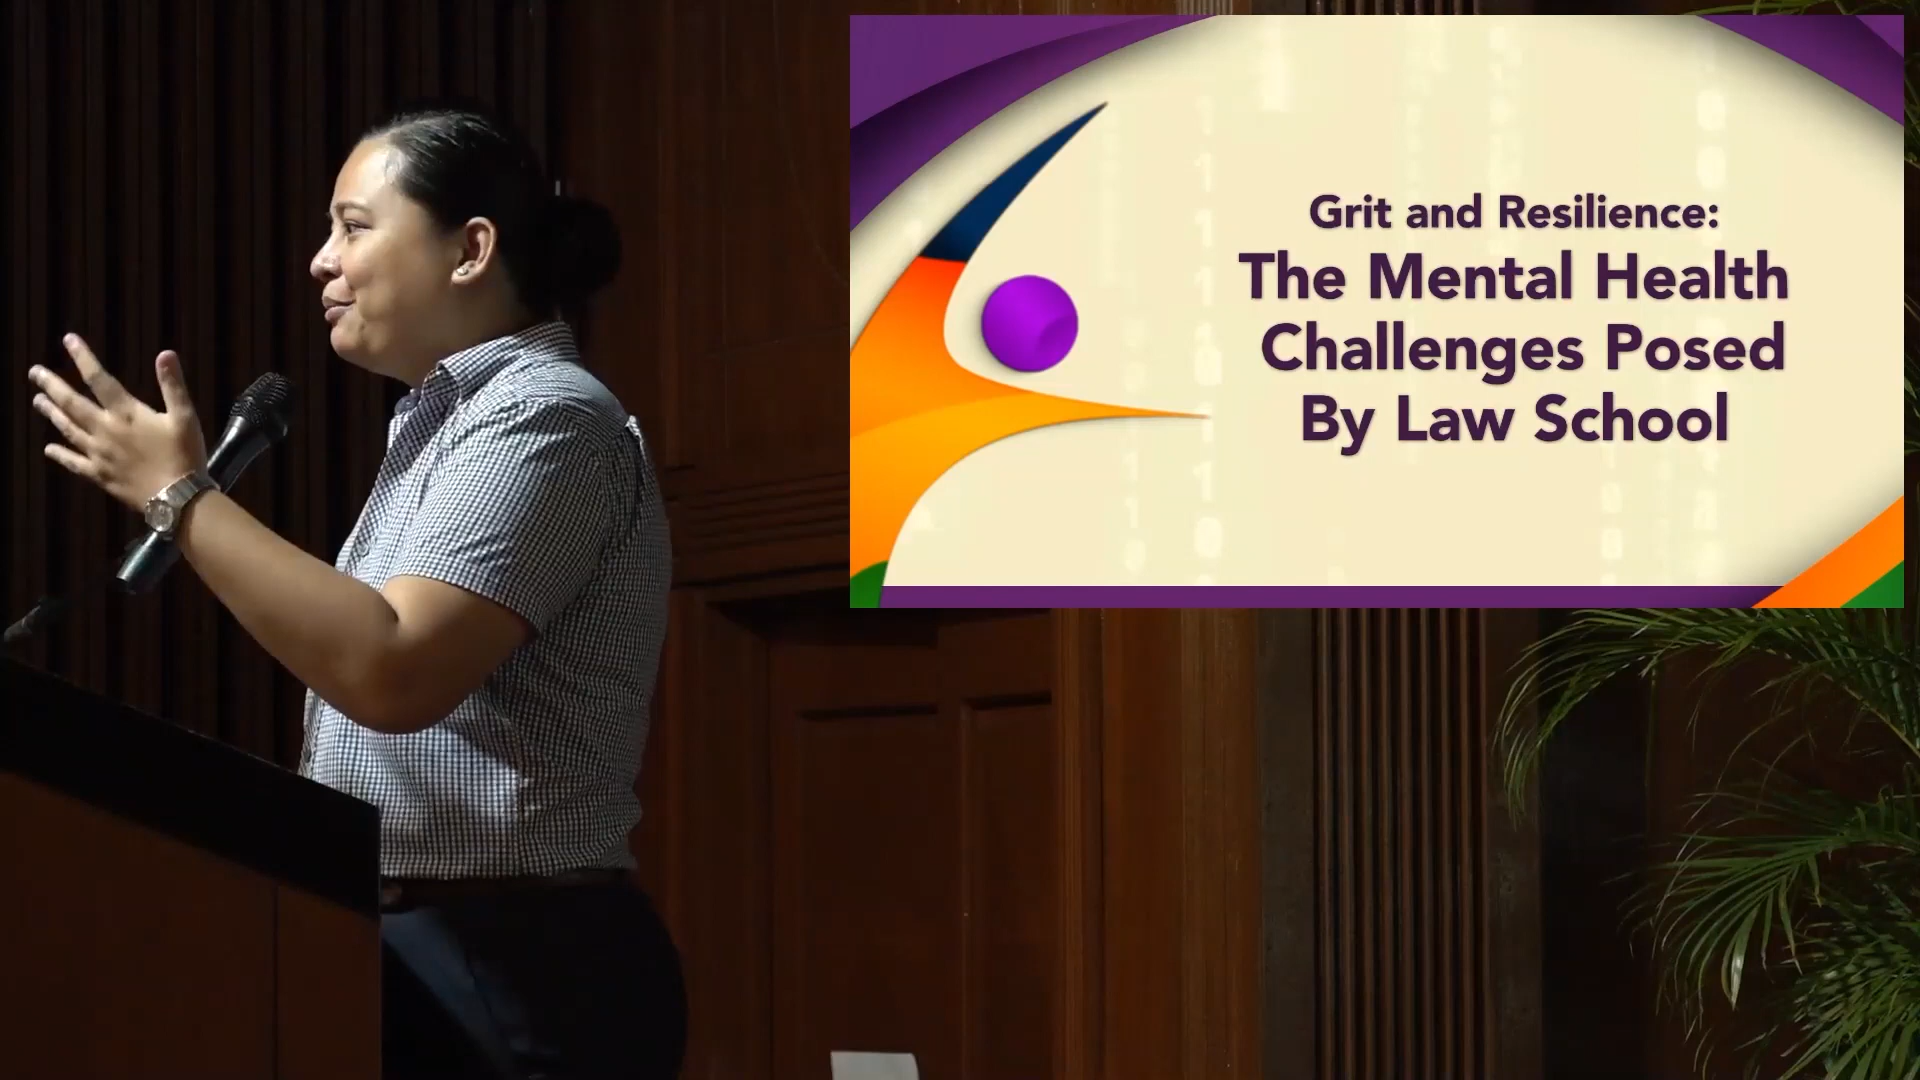 Grit and Resilience:
The Mental Health
Challenges Posed
By Law School